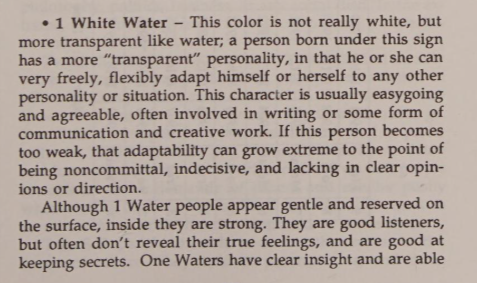 • 1 White Water – This color is not really white, but
more transparent like water; a person born under this sign
has a more “transparent” personality, in that he or she can
very freely, flexibly adapt himself or herself to any other
personality or situation. This character is usually easygoing
and agreeable, often involved in writing or some form of
communication and creative work. If this person becomes
too weak, that adaptability can grow extreme to the point of
being noncommittal, indecisive, and lacking in clear opin-
ions or direction.
Although 1 Water people appear gentle and reserved on
the surface, inside they are strong. They are good listeners,
but often don’t reveal their true feelings, and are good at
keeping secrets. One Waters have clear insight and are able